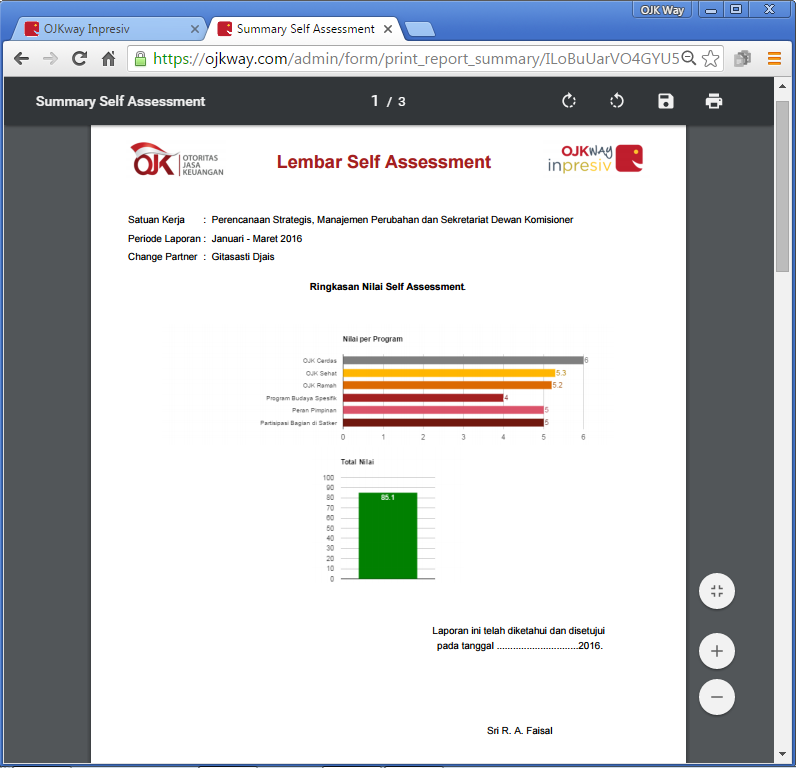 OJK Way
OJKway Inpresiv
Summary Self Assessment
https://ojkway.com/admin/form/print_report_summary/ILoBuUarVO4GYU5
Summary Self Assessment
1 / 3
OJK OTORITAS
JASA
KEUANGAN
Lembar Self Assessment
OJKWAY
inpresiv
Satuan Kerja : Perencanaan Strategis, Manajemen Perubahan dan Sekretariat Dewan Komisioner
Periode Laporan : Januari - Maret 2016
Change Partner : Gitasasti Djais
Ringkasan Nilai Self Assessment.
Nilai per Program
OJK Cerdas 6
OJK Sehat 5.3
OJK Ramah 5.2
Program Budaya Spesifik 4
Peran Pimpinan 5
Partisipasi Bagian di Satker 5
0 1 2 3 4 5 6
Total Nilai
100
90
80
70
60
50
40
30
20
10
0
85.1
Laporan ini telah diketahui dan disetujui
pada tanggal ..............................2016.
Sri R. A. Faisal